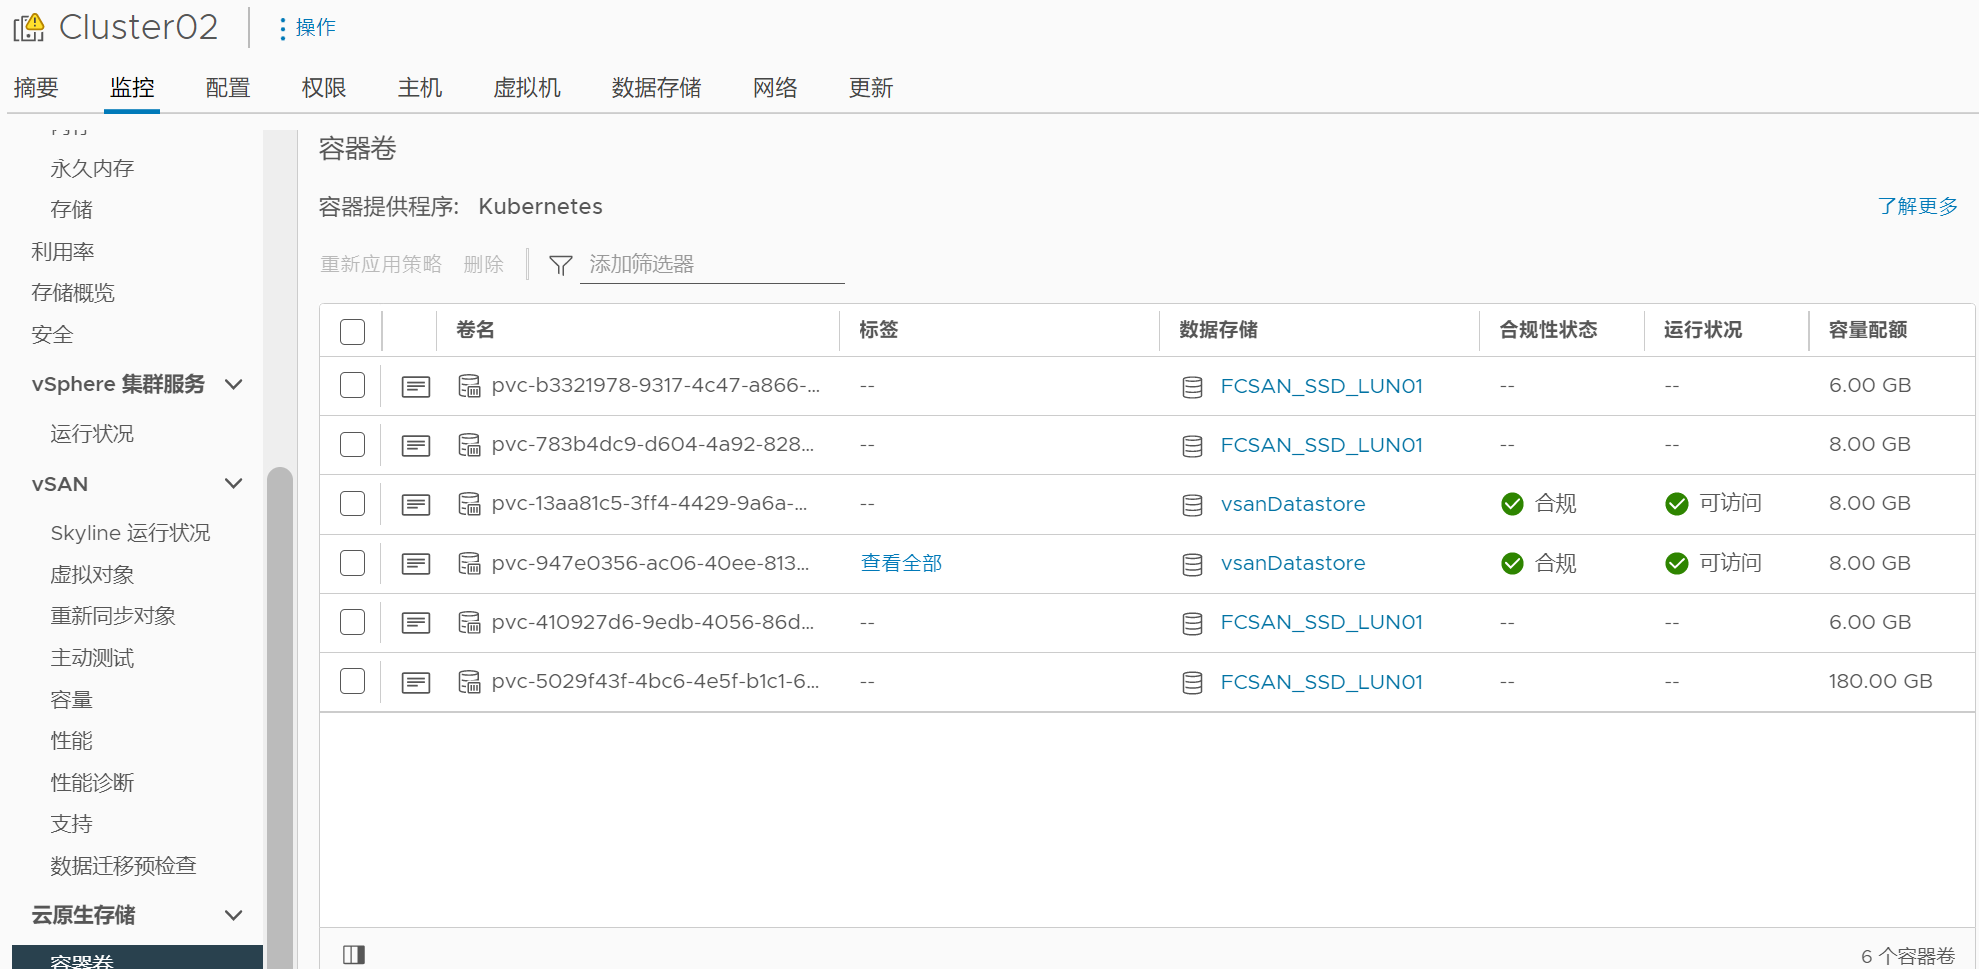 Cluster02
操作
摘要 监控 配置 权限 主机 虚拟机 数据存储 网络 更新
永久内存
存储
利用率
存储概览
安全
vSphere 集群服务
运行状况
vSAN
Skyline 运行状况
虚拟对象
重新同步对象
主动测试
容量
性能
性能诊断
支持
数据迁移预检查
云原生存储
容器卷
容器卷
容器提供程序: Kubernetes
了解更多
重新应用策略 删除 添加筛选器
卷名 标签 数据存储 合规性状态 运行状况 容量配额
pvc-b3321978-9317-4c47-a866-... -- FCSAN_SSD_LUN01 -- -- 6.00 GB
pvc-783b4dc9-d604-4a92-828... -- FCSAN_SSD_LUN01 -- -- 8.00 GB
pvc-13aa81c5-3ff4-4429-9a6a-... -- vsanDatastore 合规 可访问 8.00 GB
pvc-947e0356-ac06-40ee-813... 查看全部 vsanDatastore 合规 可访问 8.00 GB
pvc-410927d6-9edb-4056-86d... -- FCSAN_SSD_LUN01 -- -- 6.00 GB
pvc-5029f43f-4bc6-4e5f-b1c1-6... -- FCSAN_SSD_LUN01 -- -- 180.00 GB
6 个容器卷